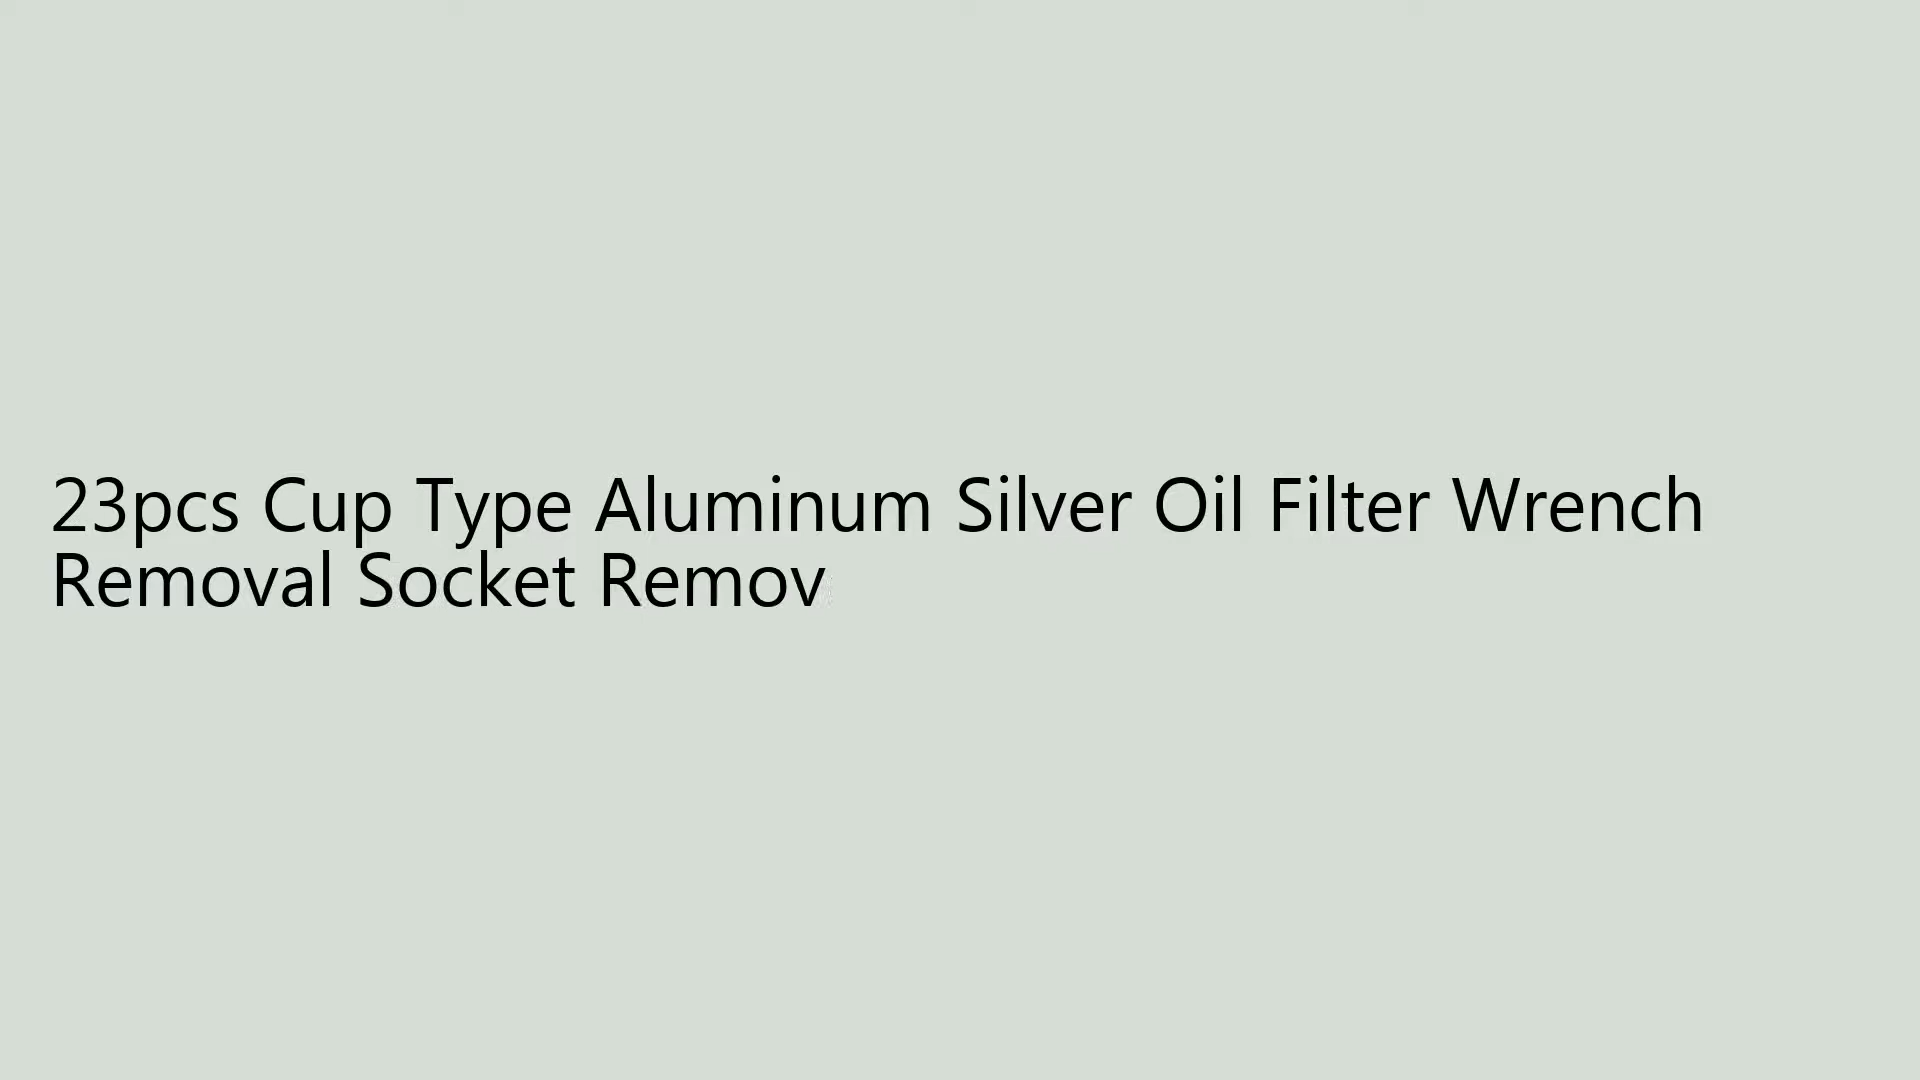 23pcs Cup Type Aluminum Silver Oil Filter Wrench
Removal Socket Remov